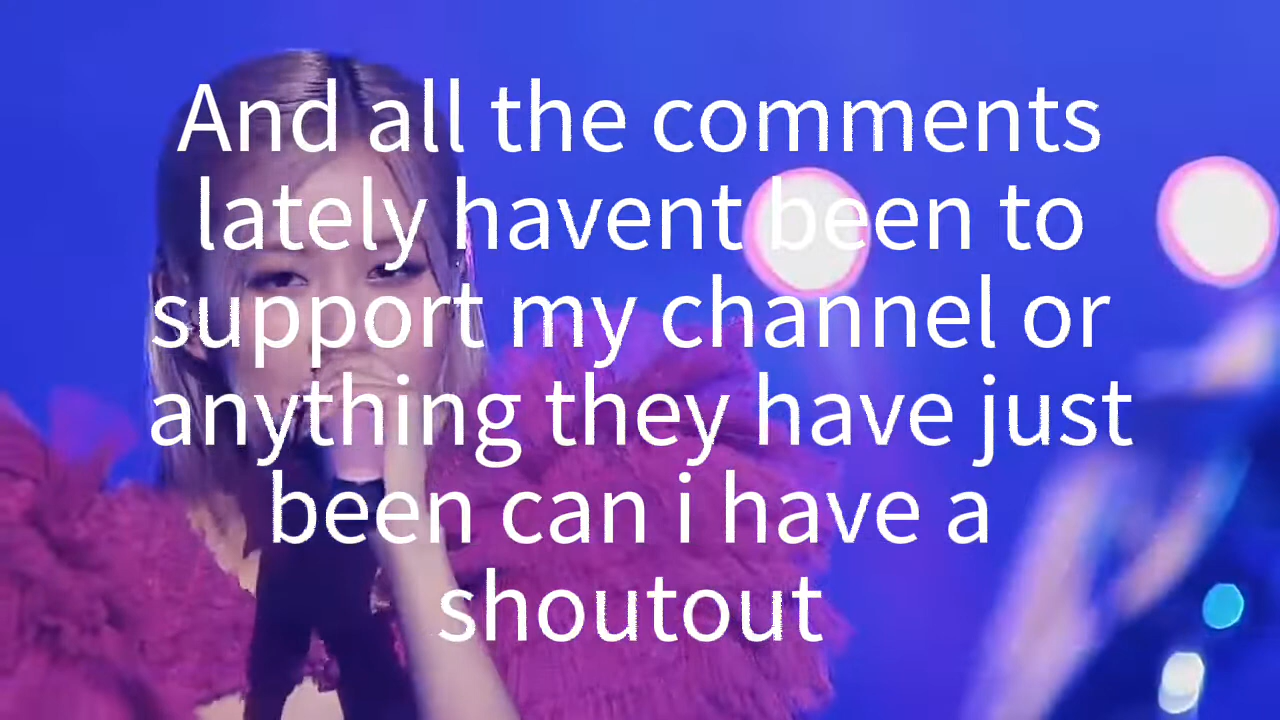 And all the comments
lately havent been to
support my channel or
anything they have just
been can i have a
shoutout